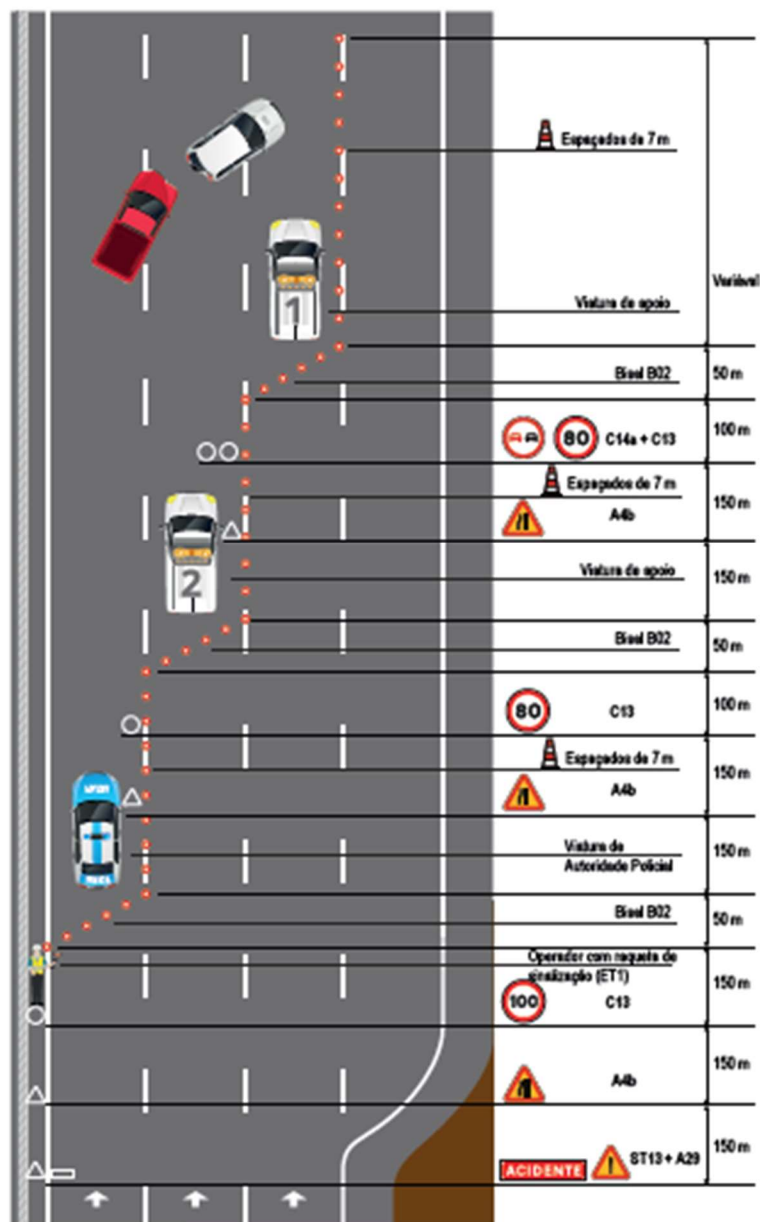 Espaçados de 7 m
Variável
1
Viatura de apoio
Bisel B02
50 m
80
C14a + C13
100 m
Espaçados de 7 m
A4b
150 m
2
Viatura de apoio
150 m
Bisel B02
50 m
80
C13
100 m
Espaçados de 7 m
A4b
150 m
Viatura de
Autoridade Policial
150 m
Bisel B02
50 m
Operador com raqueta de
sinalização (ET1)
100
C13
150 m
A4b
150 m
ACIDENTE
ST13 + A29
150 m